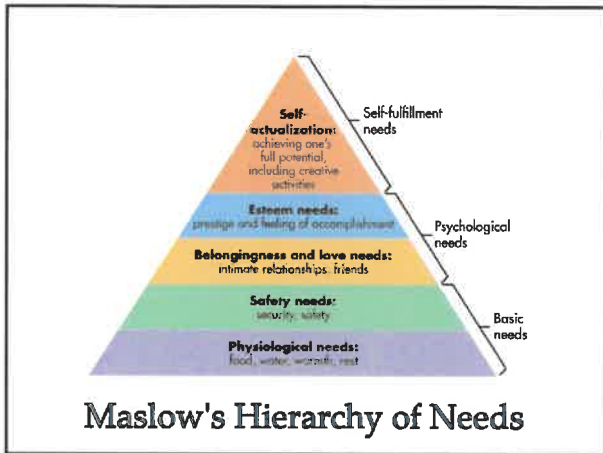 Self-
actualization:
achieving one's
full potential,
including creative
activities
Self-fulfillment
needs
Esteem needs:
prestige and feeling of accomplishment
Psychological
needs
Belongingness and love needs:
intimate relationships, friends
Safety needs:
security, safety
Basic
needs
Physiological needs:
food, water, warmth, rest
Maslow's Hierarchy of Needs